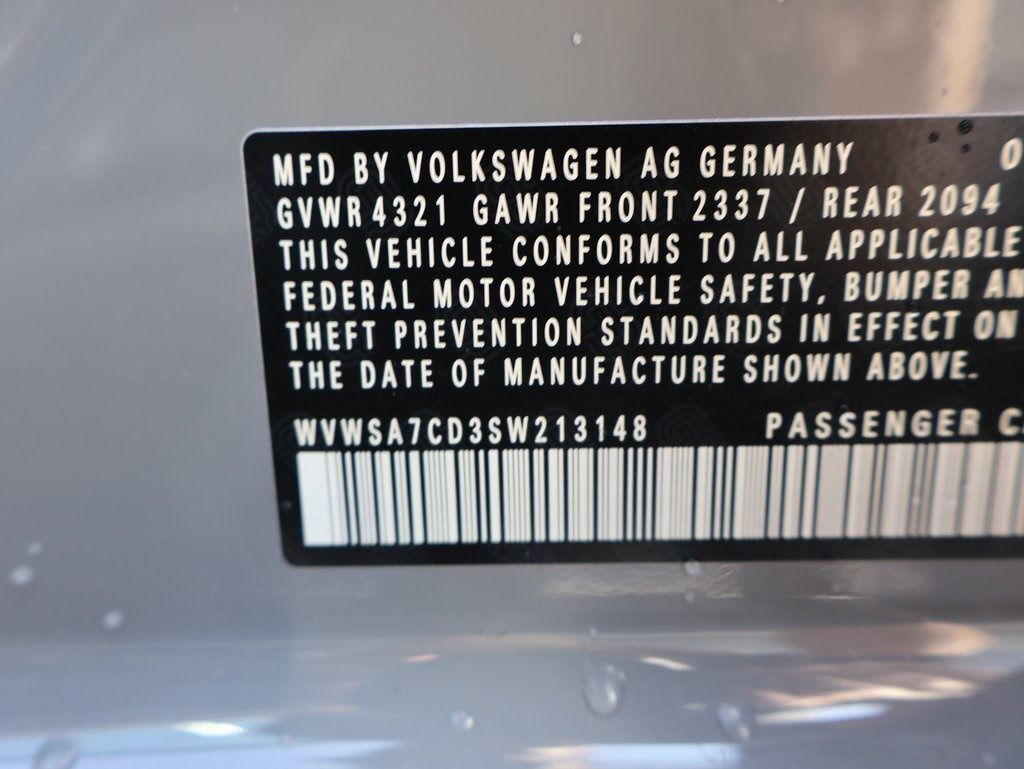 MFD BY VOLKSWAGEN AG GERMANY
GVWR 4321 GAWR FRONT 2337 / REAR 2094
THIS VEHICLE CONFORMS TO ALL APPLICABLE
FEDERAL MOTOR VEHICLE SAFETY, BUMPER
THEFT PREVENTION STANDARDS IN EFFECT ON
THE DATE OF MANUFACTURE SHOWN ABOVE.
WVWSA7CD3SW213148 PASSENGER